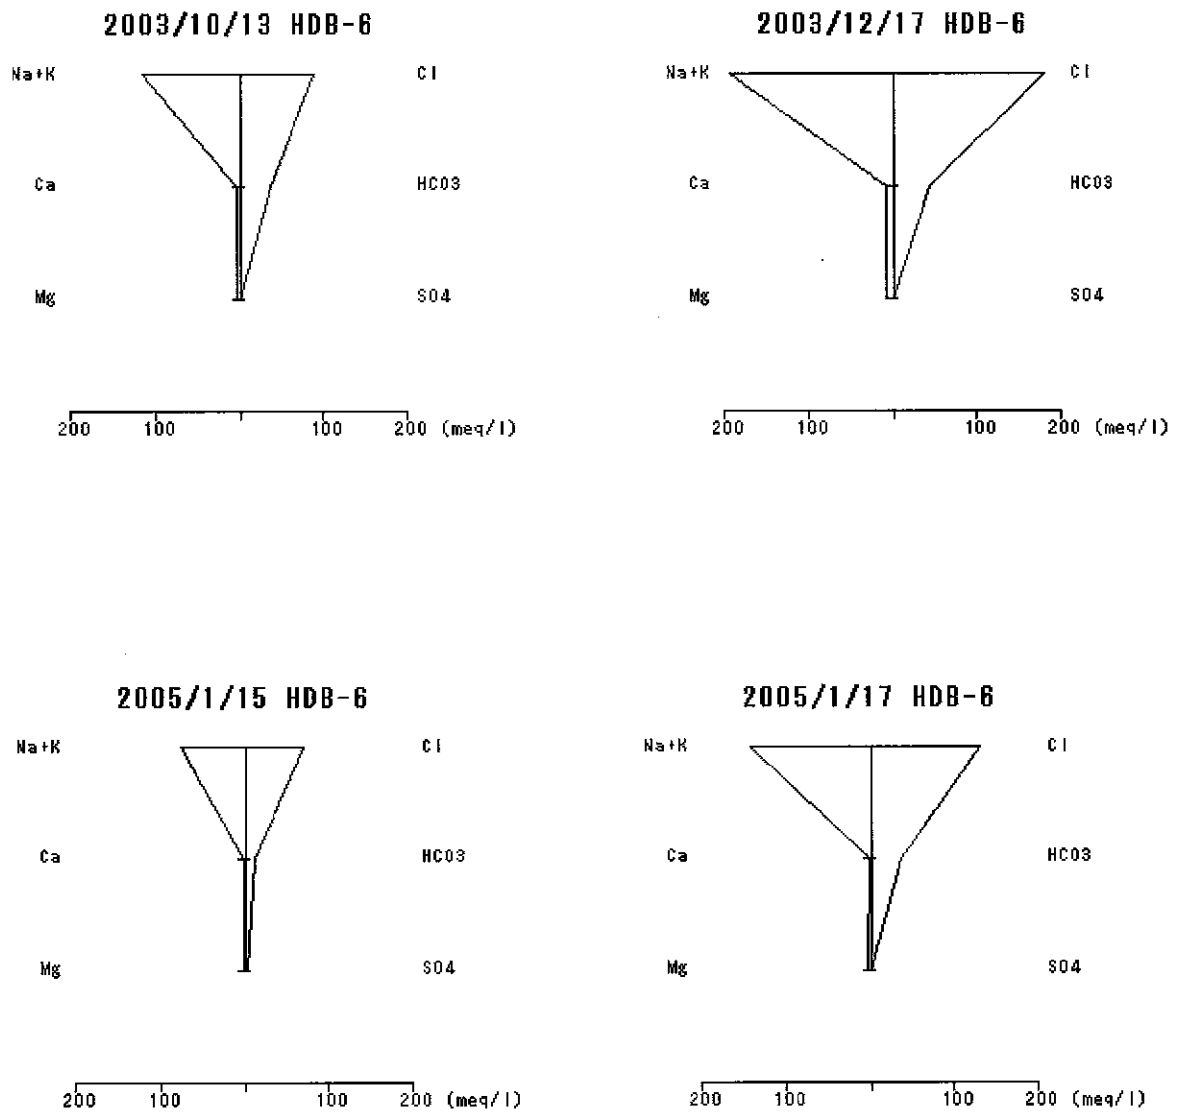 2003/10/13 HDB-6
2003/12/17 HDB-6
Na+K
Cl
Na+K
Cl
Ca
HCO3
Ca
HCO3
Mg
SO4
Mg
SO4
200 100 100 200 (meq/l)
200 100 100 200 (meq/l)
2005/1/15 HDB-6
2005/1/17 HDB-6
Na+K
Cl
Na+K
Cl
Ca
HCO3
Ca
HCO3
Mg
SO4
Mg
SO4
200 100 100 200 (meq/l)
200 100 100 200 (meq/l)